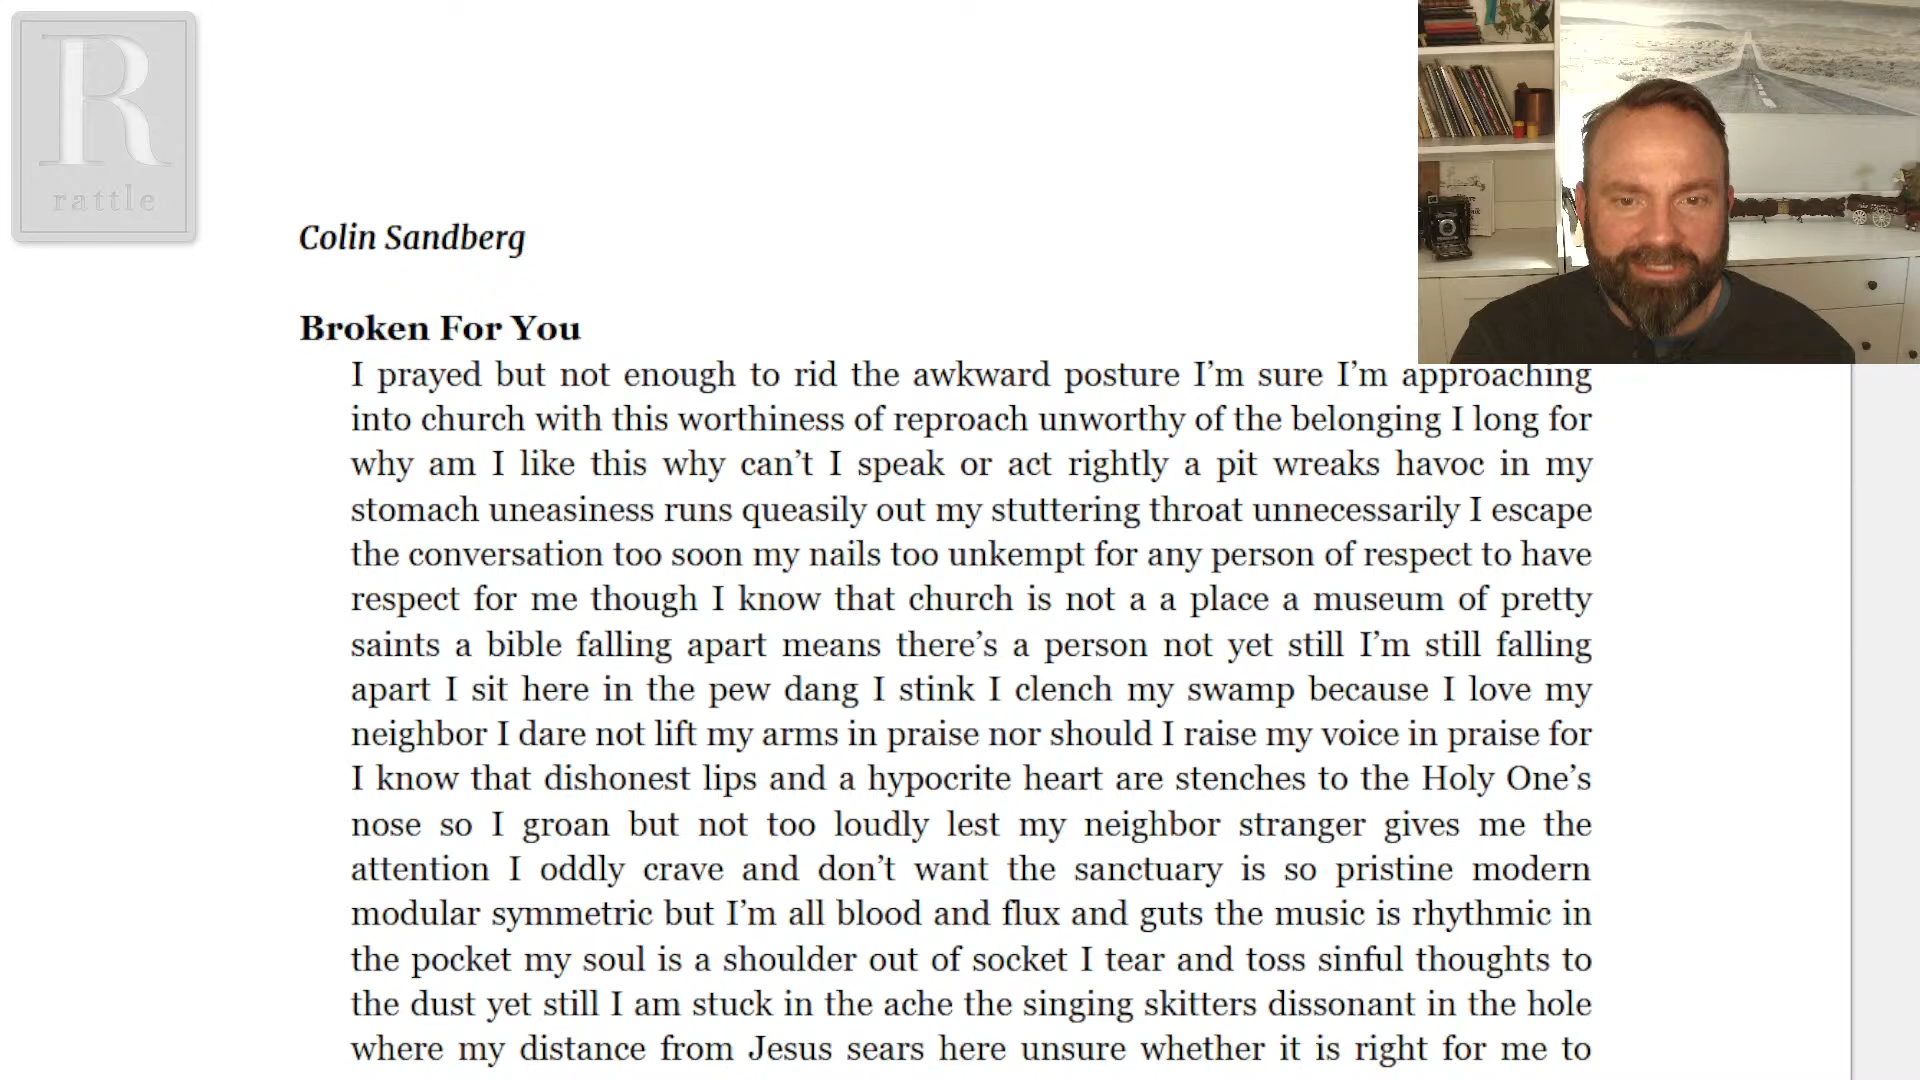 R
rattle
Colin Sandberg
Broken For You
I prayed but not enough to rid the awkward posture I’m sure I’m approaching
into church with this worthiness of reproach unworthy of the belonging I long for
why am I like this why can’t I speak or act rightly a pit wreaks havoc in my
stomach uneasiness runs queasily out my stuttering throat unnecessarily I escape
the conversation too soon my nails too unkempt for any person of respect to have
respect for me though I know that church is not a a place a museum of pretty
saints a bible falling apart means there’s a person not yet still I’m still falling
apart I sit here in the pew dang I stink I clench my swamp because I love my
neighbor I dare not lift my arms in praise nor should I raise my voice in praise for
I know that dishonest lips and a hypocrite heart are stenches to the Holy One’s
nose so I groan but not too loudly lest my neighbor stranger gives me the
attention I oddly crave and don’t want the sanctuary is so pristine modern
modular symmetric but I’m all blood and flux and guts the music is rhythmic in
the pocket my soul is a shoulder out of socket I tear and toss sinful thoughts to
the dust yet still I am stuck in the ache the singing skitters dissonant in the hole
where my distance from Jesus sears here unsure whether it is right for me to